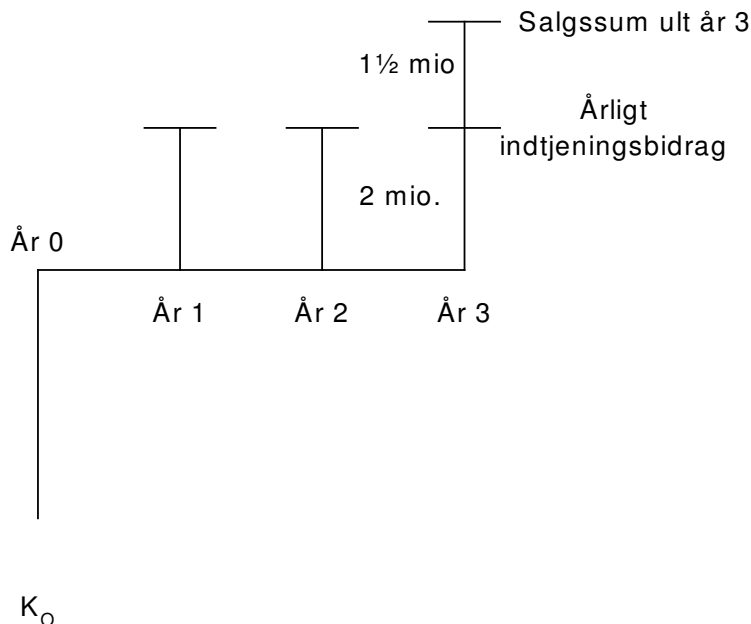 Salgssum ult år 3
1½ mio
Årligt
indtjeningsbidrag
2 mio.
År 0
År 1 År 2 År 3
K₀